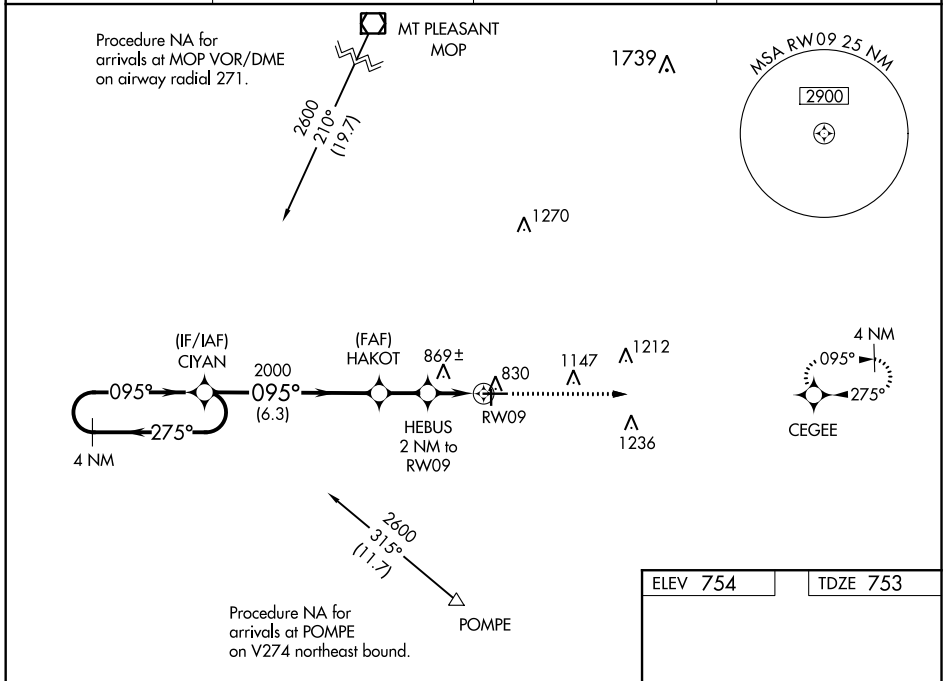 Procedure NA for
arrivals at MOP VOR/DME
on airway radial 271.
MT PLEASANT
MOP
1739
MSA RW09 25 NM
2900
2600
210°
(19.7)
1270
(IF/IAF)
CIYAN
2000
095°
095°
(6.3)
275°
4 NM
(FAF)
HAKOT
869 ±
830
1147
1212
HEBUS
2 NM to
RW09
RW09
1236
4 NM
095°
275°
CEGEE
2600
315°
(11.7)
POMPE
Procedure NA for
arrivals at POMPE
on V274 northeast bound.
ELEV 754
TDZE 753